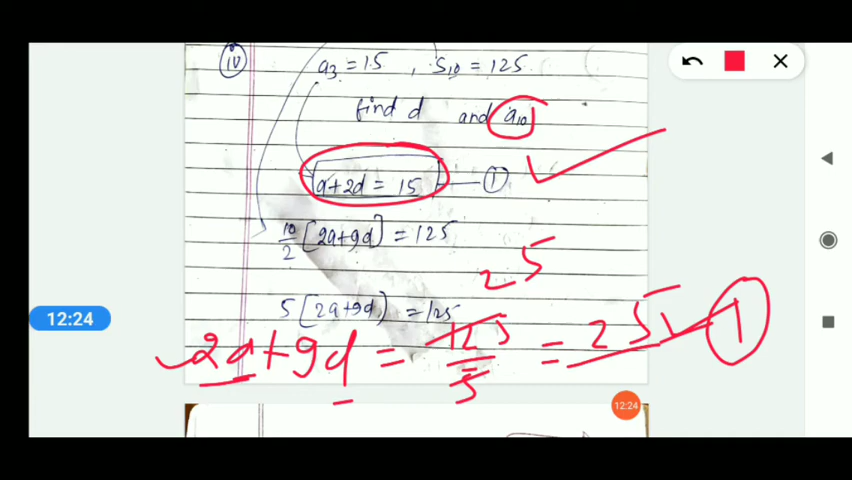 (iv) a3 = 15 , S10 = 125
find d and a10
a+2d = 15 — ①
10/2 [2a+9d] = 125
25
5 [2a+9d] = 125
2a+9d = 125/5 = 25 ①
12:24
12:24